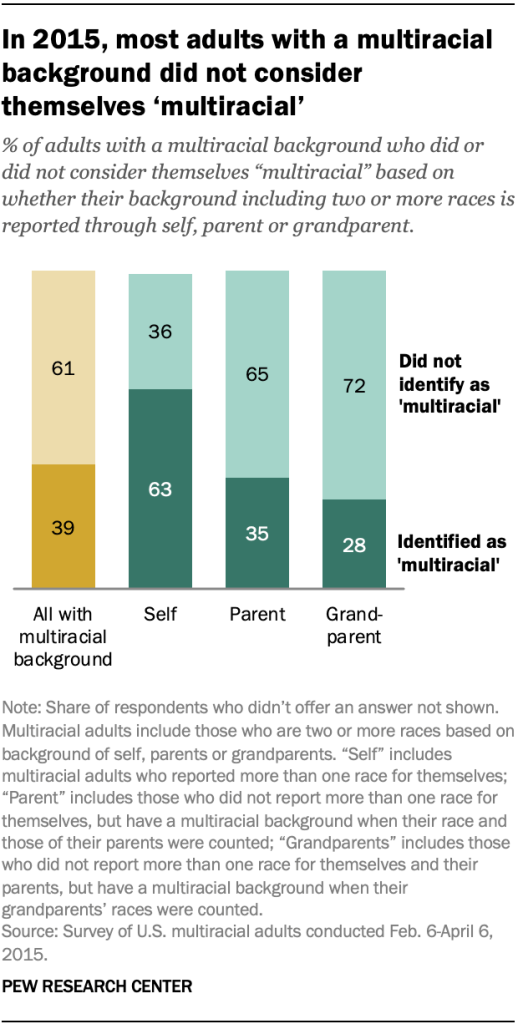 In 2015, most adults with a multiracial
background did not consider
themselves ‘multiracial’
% of adults with a multiracial background who did or
did not consider themselves “multiracial” based on
whether their background including two or more races is
reported through self, parent or grandparent.
61
36
65
72
Did not
identify as
'multiracial'
39
63
35
28
Identified as
'multiracial'
All with
multiracial
background
Self
Parent
Grand-
parent
Note: Share of respondents who didn’t offer an answer not shown.
Multiracial adults include those who are two or more races based on
background of self, parents or grandparents. “Self” includes
multiracial adults who reported more than one race for themselves;
“Parent” includes those who did not report more than one race for
themselves, but have a multiracial background when their race and
those of their parents were counted; “Grandparents” includes those
who did not report more than one race for themselves and their
parents, but have a multiracial background when their
grandparents’ races were counted.
Source: Survey of U.S. multiracial adults conducted Feb. 6-April 6,
2015.
PEW RESEARCH CENTER